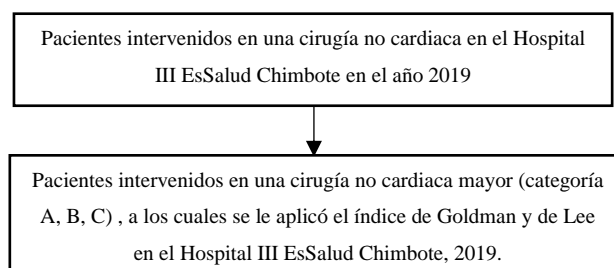 Pacientes intervenidos en una cirugía no cardiaca en el Hospital
III EsSalud Chimbote en el año 2019
Pacientes intervenidos en una cirugía no cardiaca mayor (categoría
A, B, C) , a los cuales se le aplicó el índice de Goldman y de Lee
en el Hospital III EsSalud Chimbote, 2019.